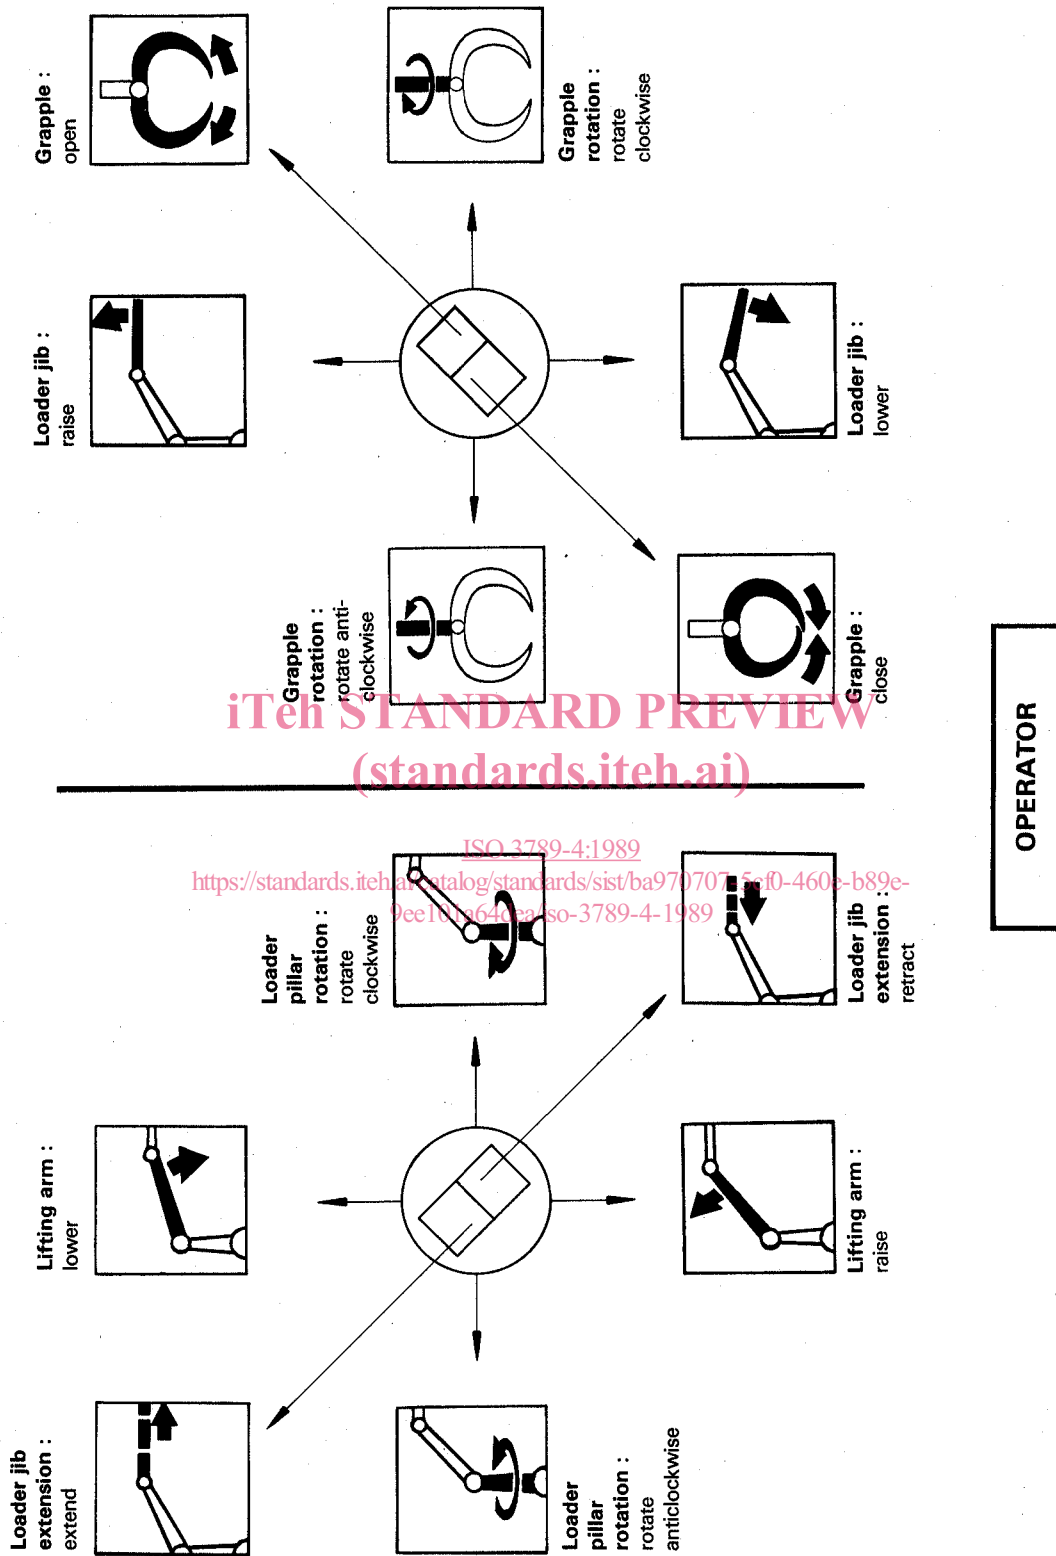 Loader jib
extension :
extend
Lifting arm :
lower
Loader jib :
raise
Grapple :
open
Loader
pillar
rotation :
rotate
clockwise
Grapple
rotation :
rotate anti-
clockwise
Loader
pillar
rotation :
rotate
anticlockwise
Grapple
rotation :
rotate
clockwise
Lifting arm :
raise
Loader jib
extension :
retract
Grapple :
close
Loader jib :
lower
OPERATOR
iTeh STANDARD PREVIEW
(standards.iteh.ai)
ISO 3789-4:1989
https://standards.iteh.ai/catalog/standards/sist/ba970707-5cf0-460e-b89e-
9ee101a64dea/iso-3789-4-1989